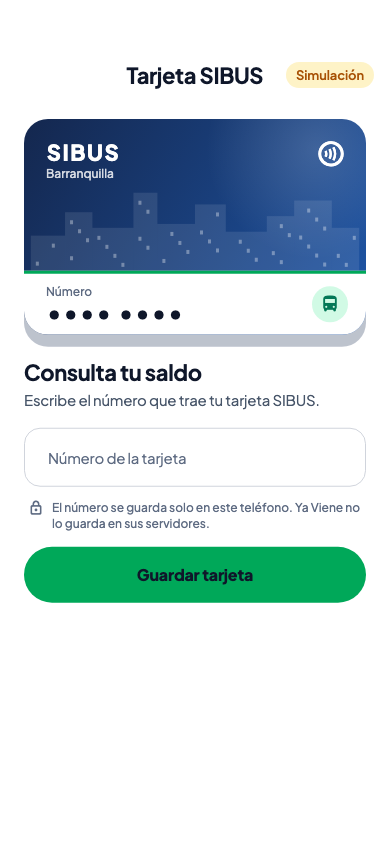 Tarjeta SIBUS
Simulación
SIBUS
Barranquilla
Número
●●●● ●●●●
Consulta tu saldo
Escribe el número que trae tu tarjeta SIBUS.
Número de la tarjeta
El número se guarda solo en este teléfono. Ya Viene no
lo guarda en sus servidores.
Guardar tarjeta